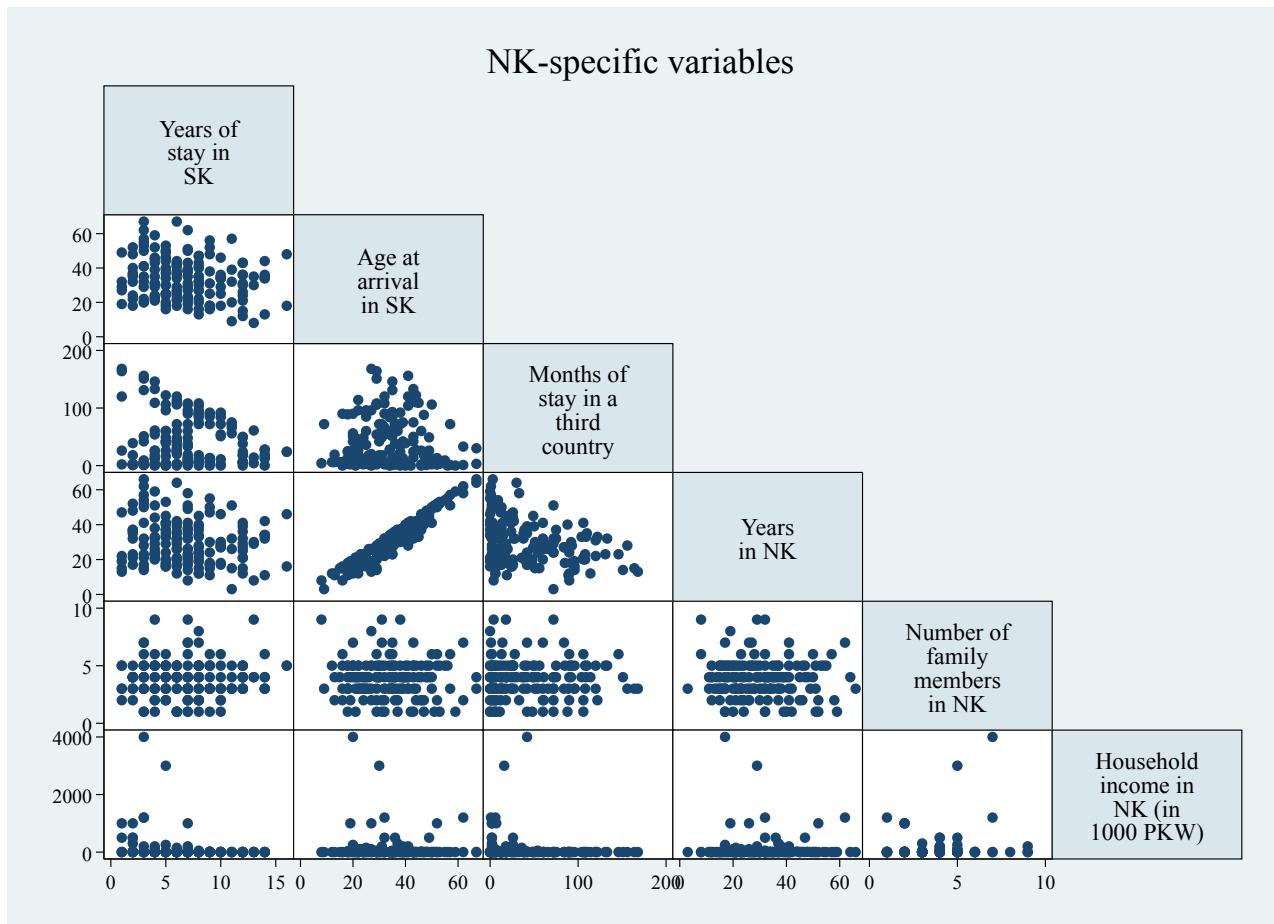 NK-specific variables
Years of
stay in
SK
60
40
20
0
Age at
arrival
in SK
200
100
0
Months of
stay in a
third
country
60
40
20
0
Years
in NK
10
5
0
Number of
family
members
in NK
4000
2000
0
Household
income in
NK (in
1000 PKW)
0 5 10 15 20 40 60 0 100 200 0 20 40 60 0 5 10